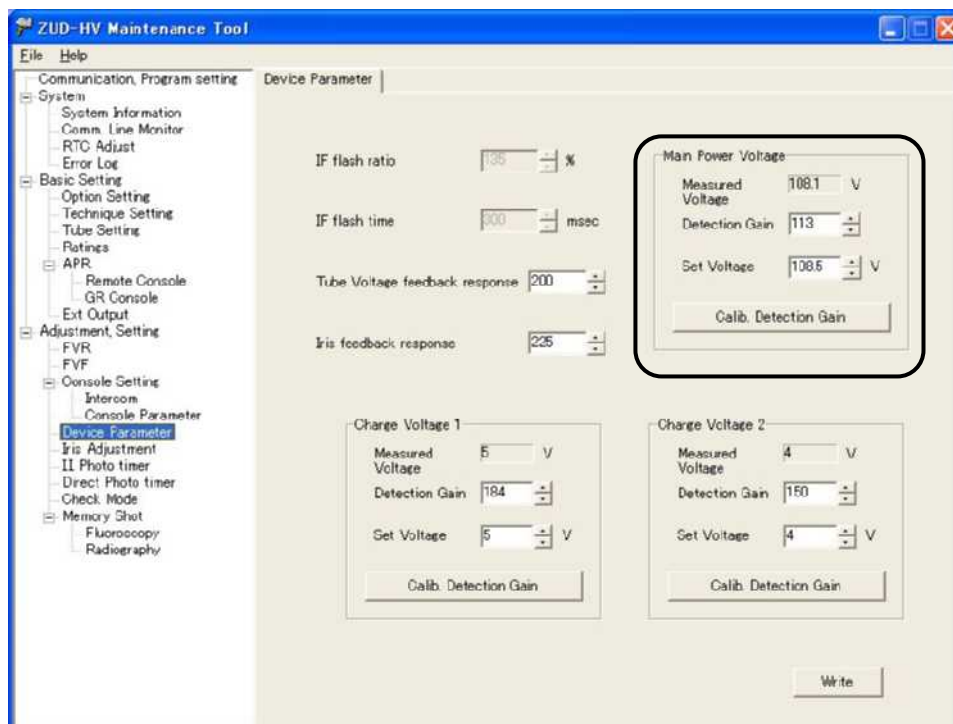 ZUD-HV Maintenance Tool
File Help
Communication, Program setting
System
System Information
Comm. Line Monitor
RTC Adjust
Error Log
Basic Setting
Option Setting
Technique Setting
Tube Setting
Ratings
APR
Remote Console
GR Console
Ext Output
Adjustment, Setting
FVR
FVF
Console Setting
Intercom
Console Parameter
Device Parameter
Iris Adjustment
II Photo timer
Direct Photo timer
Check Mode
Memory Shot
Fluoroscopy
Radiography
Device Parameter
IF flash ratio 135 %
IF flash time 300 msec
Tube Voltage feedback response 200
Iris feedback response 225
Main Power Voltage
Measured Voltage 108.1 V
Detection Gain 113
Set Voltage 108.5 V
Calib. Detection Gain
Charge Voltage 1
Measured Voltage 5 V
Detection Gain 184
Set Voltage 5 V
Calib. Detection Gain
Charge Voltage 2
Measured Voltage 4 V
Detection Gain 150
Set Voltage 4 V
Calib. Detection Gain
Write